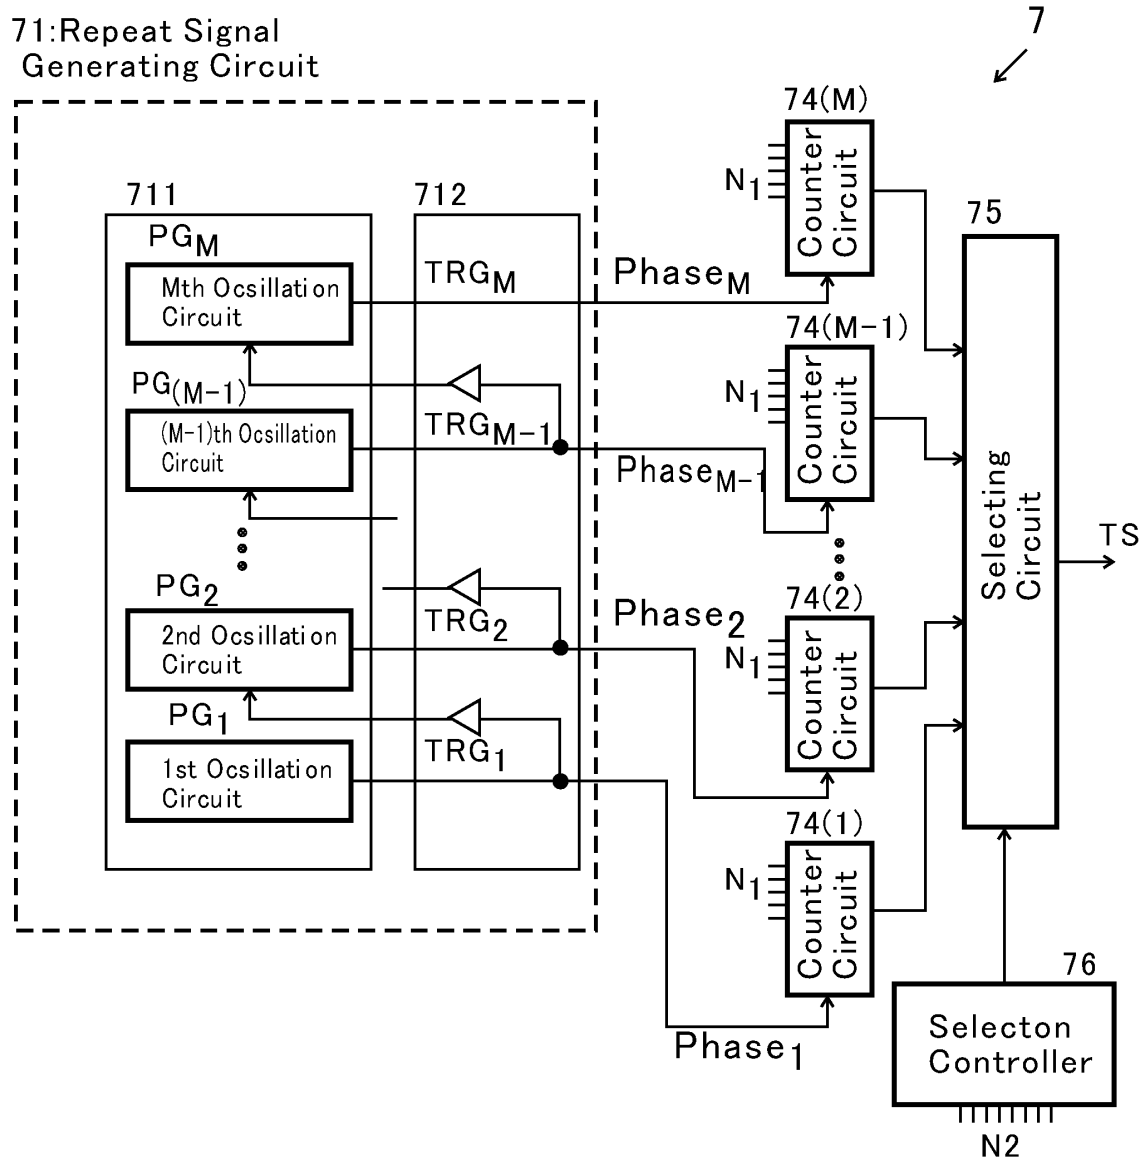 71:Repeat Signal
Generating Circuit
7
74(M)
N1
Counter
Circuit
711
712
75
PGM
Mth Ocsillation
Circuit
TRGM
PhaseM
74(M-1)
N1
Counter
Circuit
PG(M-1)
(M-1)th Ocsillation
Circuit
TRGM-1
PhaseM-1
Selecting
Circuit
TS
PG2
2nd Ocsillation
Circuit
TRG2
Phase2
74(2)
N1
Counter
Circuit
PG1
1st Ocsillation
Circuit
TRG1
74(1)
N1
Counter
Circuit
Phase1
76
Selecton
Controller
N2